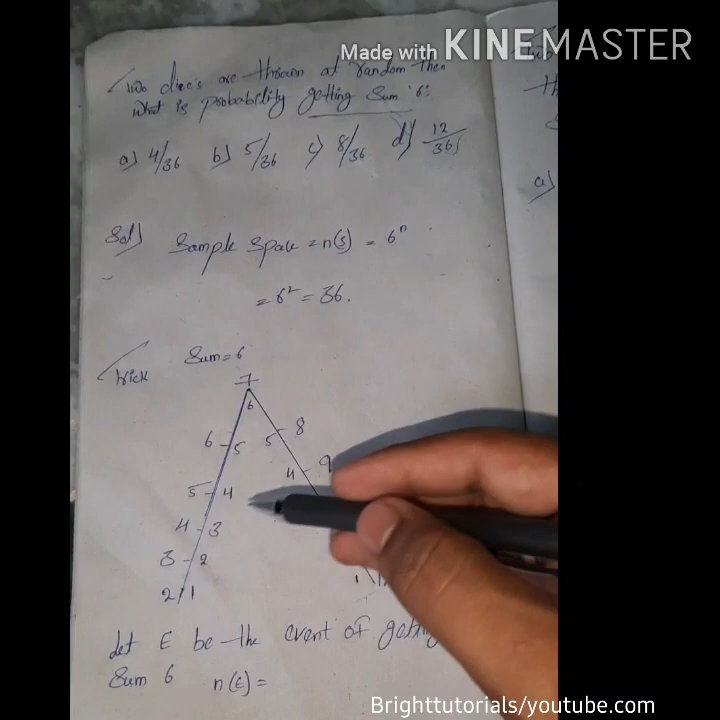 Made with KINEMASTER
Two dice's are thrown at random then
what is probability getting Sum '6'.
a) 4/36 b) 5/36 c) 8/36 d) 12/36
a)
Sol) Sample Space = n(s) = 6ⁿ
= 6² = 36.
Trick Sum = 6
7
6
6 5 5 8
5 4 4 9
4 3
3 2
2 1
Let E be the event of getting
Sum 6 n(E) =
Brighttutorials/youtube.com